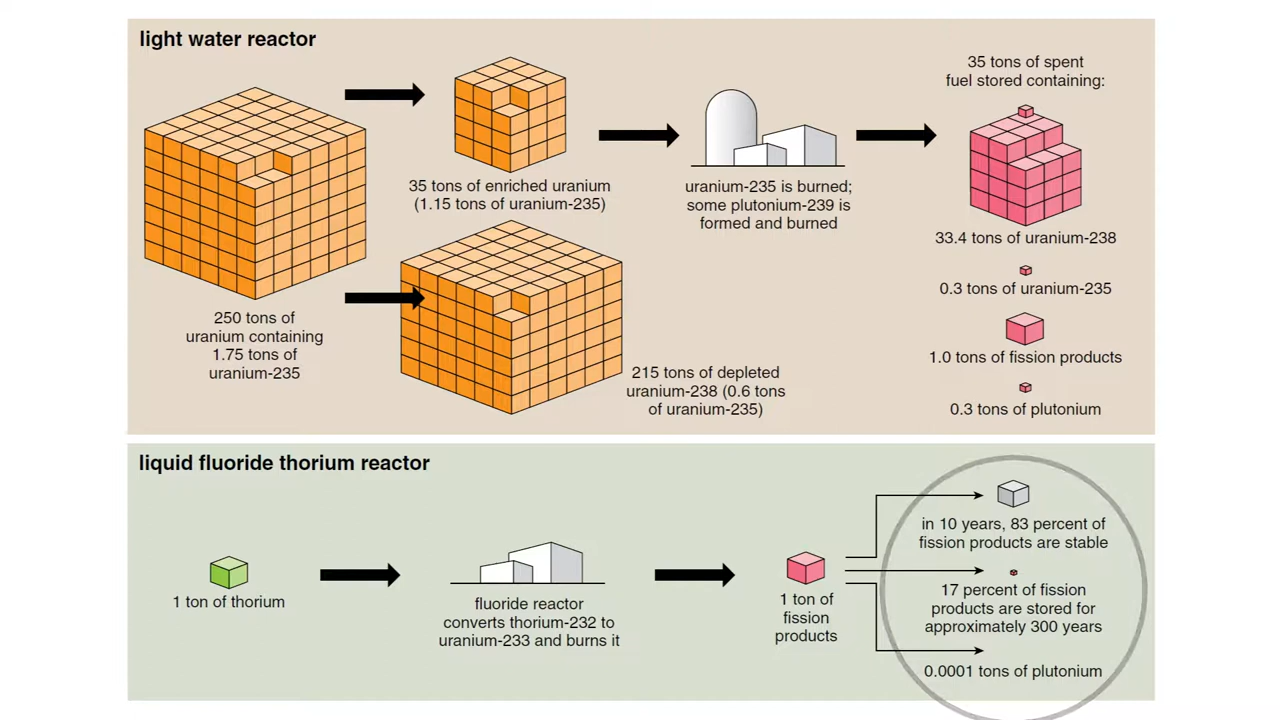 light water reactor
35 tons of enriched uranium
(1.15 tons of uranium-235)
250 tons of
uranium containing
1.75 tons of
uranium-235
215 tons of depleted
uranium-238 (0.6 tons
of uranium-235)
uranium-235 is burned;
some plutonium-239 is
formed and burned
35 tons of spent
fuel stored containing:
33.4 tons of uranium-238
0.3 tons of uranium-235
1.0 tons of fission products
0.3 tons of plutonium
liquid fluoride thorium reactor
1 ton of thorium
fluoride reactor
converts thorium-232 to
uranium-233 and burns it
1 ton of
fission
products
in 10 years, 83 percent of
fission products are stable
17 percent of fission
products are stored for
approximately 300 years
0.0001 tons of plutonium